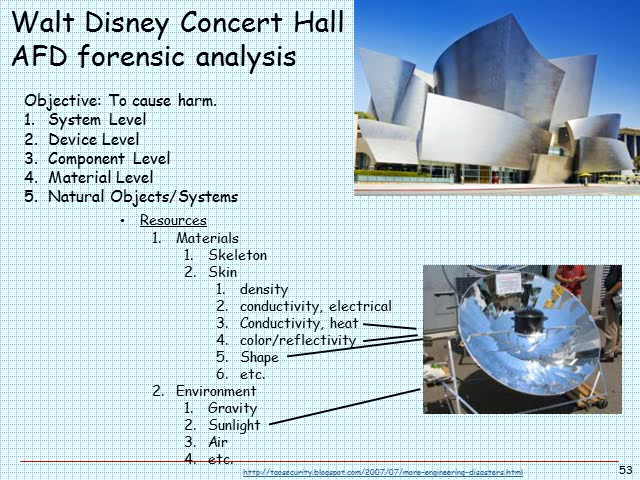 Walt Disney Concert Hall
AFD forensic analysis
Objective: To cause harm.
1. System Level
2. Device Level
3. Component Level
4. Material Level
5. Natural Objects/Systems
• Resources
1. Materials
1. Skeleton
2. Skin
1. density
2. conductivity, electrical
3. Conductivity, heat
4. color/reflectivity
5. Shape
6. etc.
2. Environment
1. Gravity
2. Sunlight
3. Air
4. etc.
http://taosecurity.blogspot.com/2007/07/more-engineering-disasters.html
53